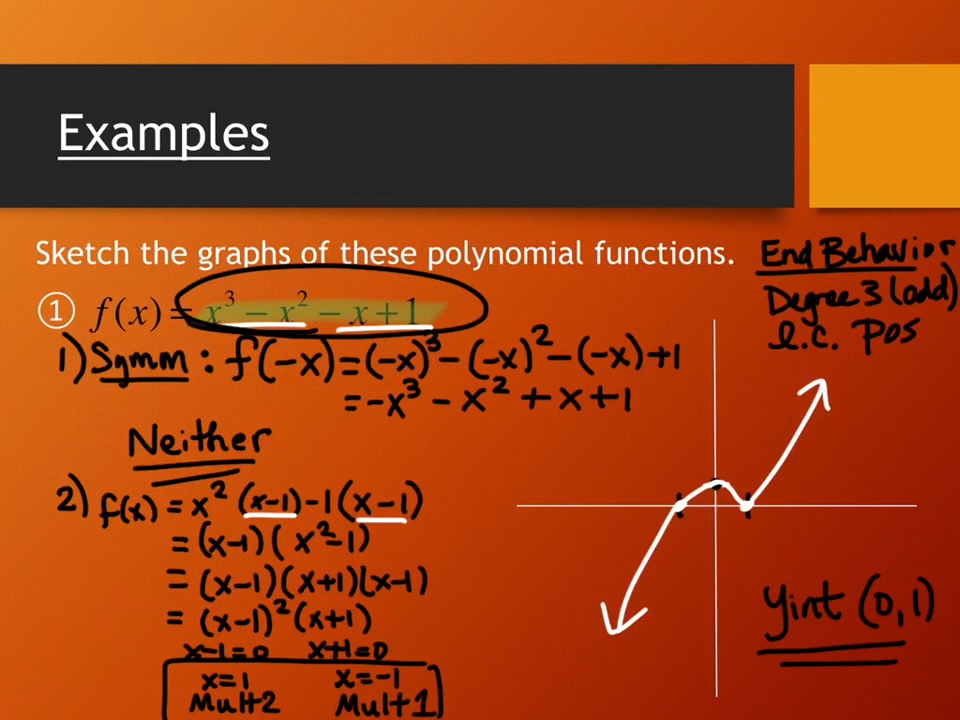 Examples
Sketch the graphs of these polynomial functions.
① f(x) = x³ − x² − x + 1
1) Symm : f(-x) = (-x)³ - (-x)² - (-x) + 1
= -x³ - x² + x + 1
Neither
2) f(x) = x² (x-1) - 1 (x-1)
= (x-1) ( x² - 1)
= (x-1) (x+1) (x-1)
= (x-1)² (x+1)
x-1=0 x+1=0
x=1 x=-1
Mult 2 Mult 1
End Behavior
Degree 3 (odd)
l.c. pos
yint (0,1)